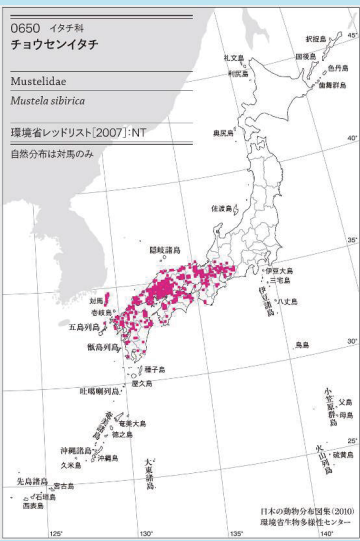 0650 イタチ科
チョウセンイタチ
Mustelidae
Mustela sibirica
環境省レッドリスト[2007]:NT
自然分布は対馬のみ
択捉島
45°
国後島
色丹島
歯舞群島
礼文島
利尻島
奥尻島
40°
佐渡島
35°
隠岐諸島
伊豆大島
三宅島
伊豆諸島
八丈島
対馬
壱岐島
五島列島
甑島列島
鳥島
30°
種子島
屋久島
吐噶喇列島
小笠原群島
父島
母島
奄美大島
奄美諸島
徳之島
25°
火山列島
硫黄島
沖縄諸島
沖縄島
久米島
大東諸島
先島諸島
宮古島
石垣島
西表島
日本の動物分布図集(2010)
環境省生物多様性センター
125°
130°
135°
140°